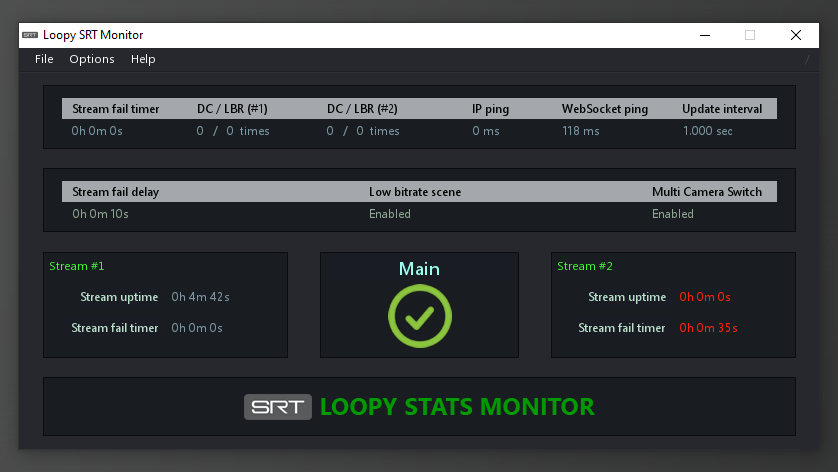 SRT Loopy SRT Monitor
File Options Help
Stream fail timer DC / LBR (#1) DC / LBR (#2) IP ping WebSocket ping Update interval
0h 0m 0s 0 / 0 times 0 / 0 times 0 ms 118 ms 1.000 sec
Stream fail delay Low bitrate scene Multi Camera Switch
0h 0m 10s Enabled Enabled
Stream #1
Stream uptime 0h 4m 42s
Stream fail timer 0h 0m 0s
Main
Stream #2
Stream uptime 0h 0m 0s
Stream fail timer 0h 0m 35s
SRT LOOPY STATS MONITOR